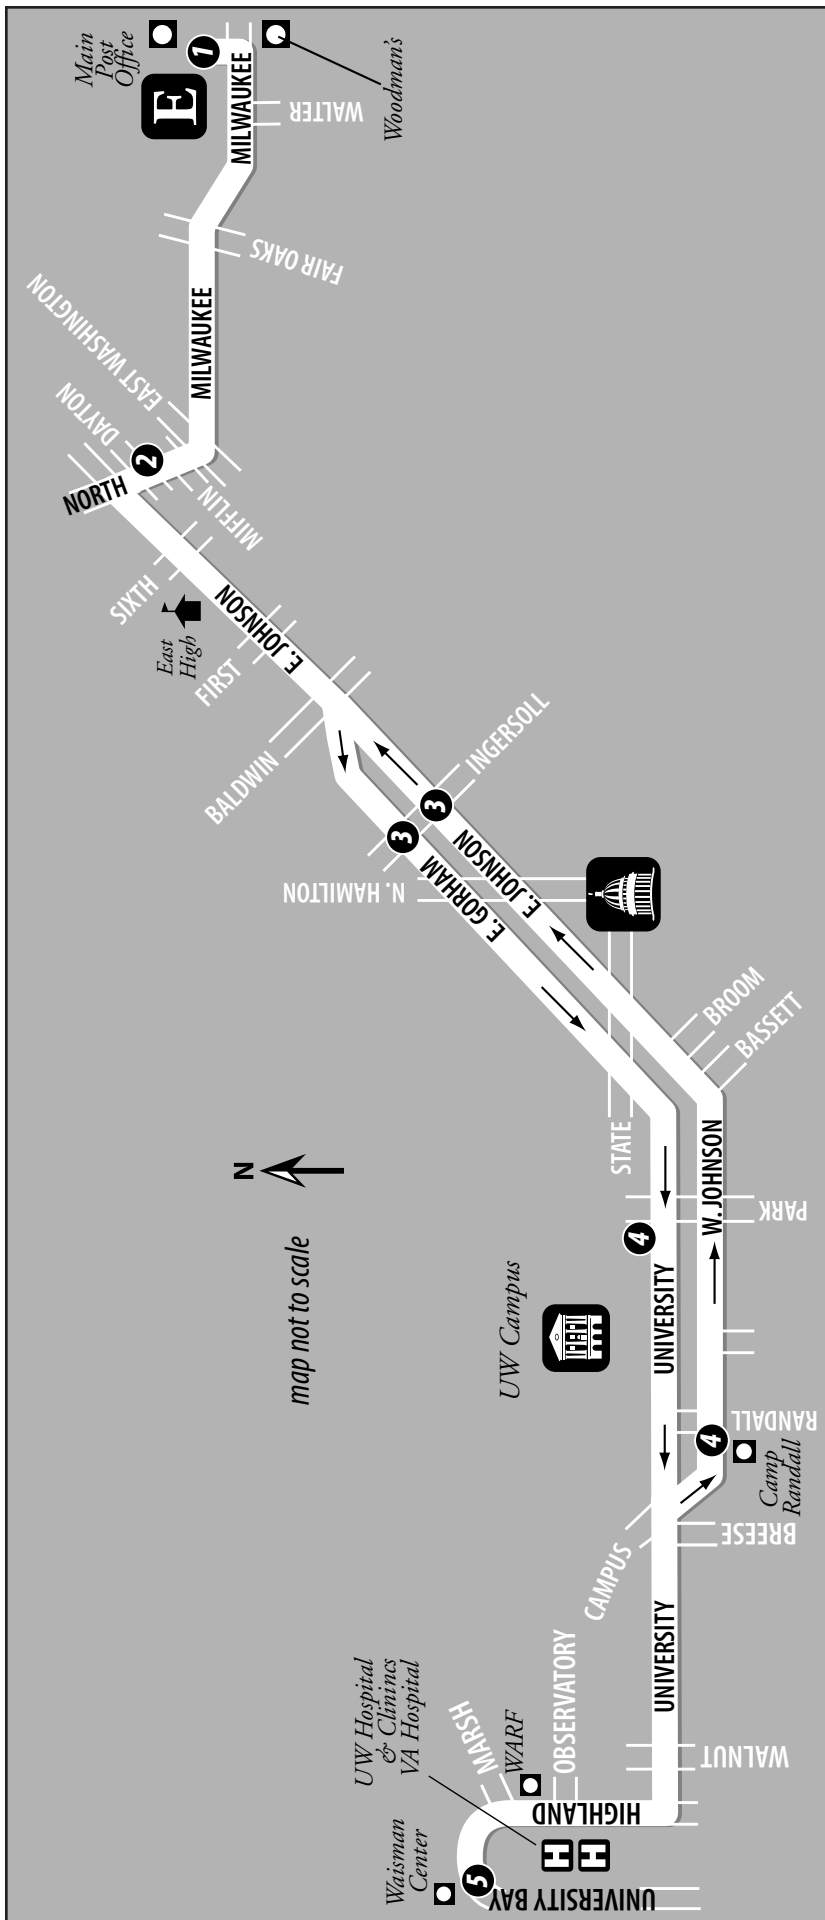 Main
Post
Office
1
E
MILWAUKEE
Woodman's
WALTER
FAIR OAKS
MILWAUKEE
EAST WASHINGTON
DAYTON
2
NORTH
MIFFLIN
SIXTH
East
High
E. JOHNSON
FIRST
BALDWIN
INGERSOLL
3
3
E. JOHNSON
E. GORHAM
N. HAMILTON
BROOM
BASSETT
STATE
N
map not to scale
W. JOHNSON
PARK
4
UNIVERSITY
UW Campus
RANDALL
4
Camp
Randall
BREESE
CAMPUS
UNIVERSITY
OBSERVATORY
WARF
MARSH
UW Hospital
& Clinincs
VA Hospital
WALNUT
HIGHLAND
H
H
Waisman
Center
5
UNIVERSITY BAY